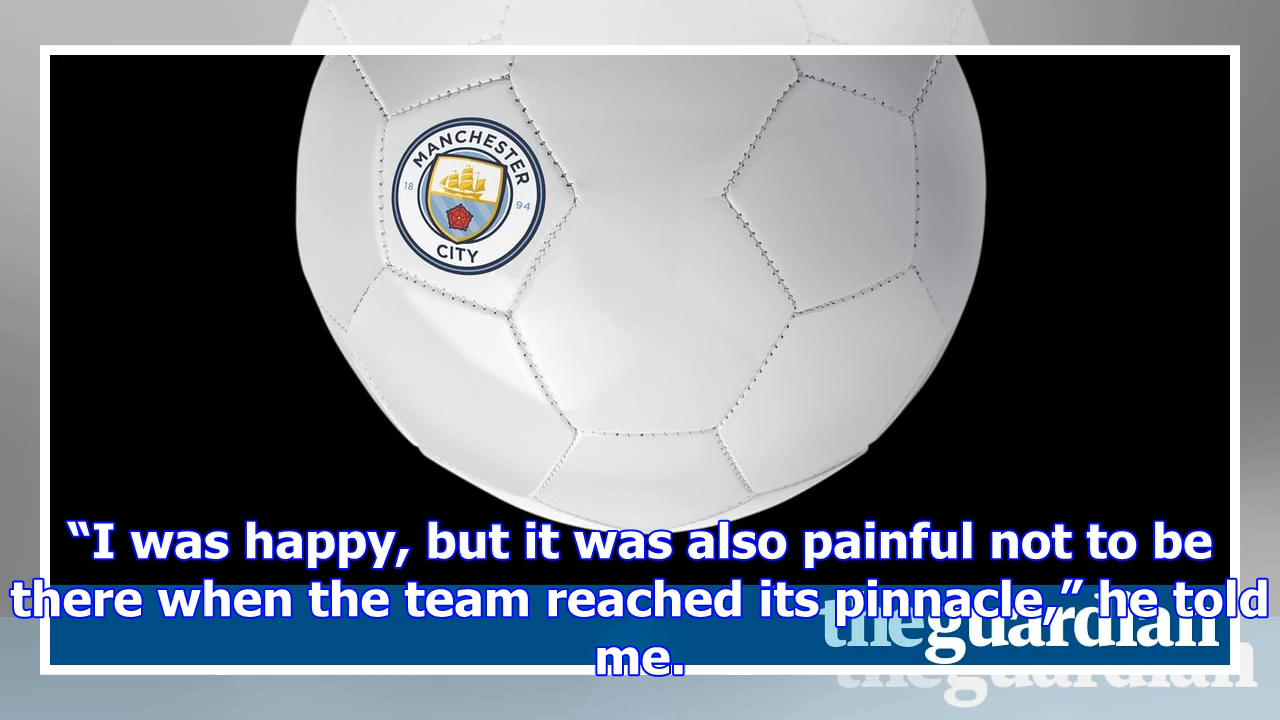 MANCHESTER
18
94
CITY
“I was happy, but it was also painful not to be
there when the team reached its pinnacle,” he told
me.
theguardian
theguardian